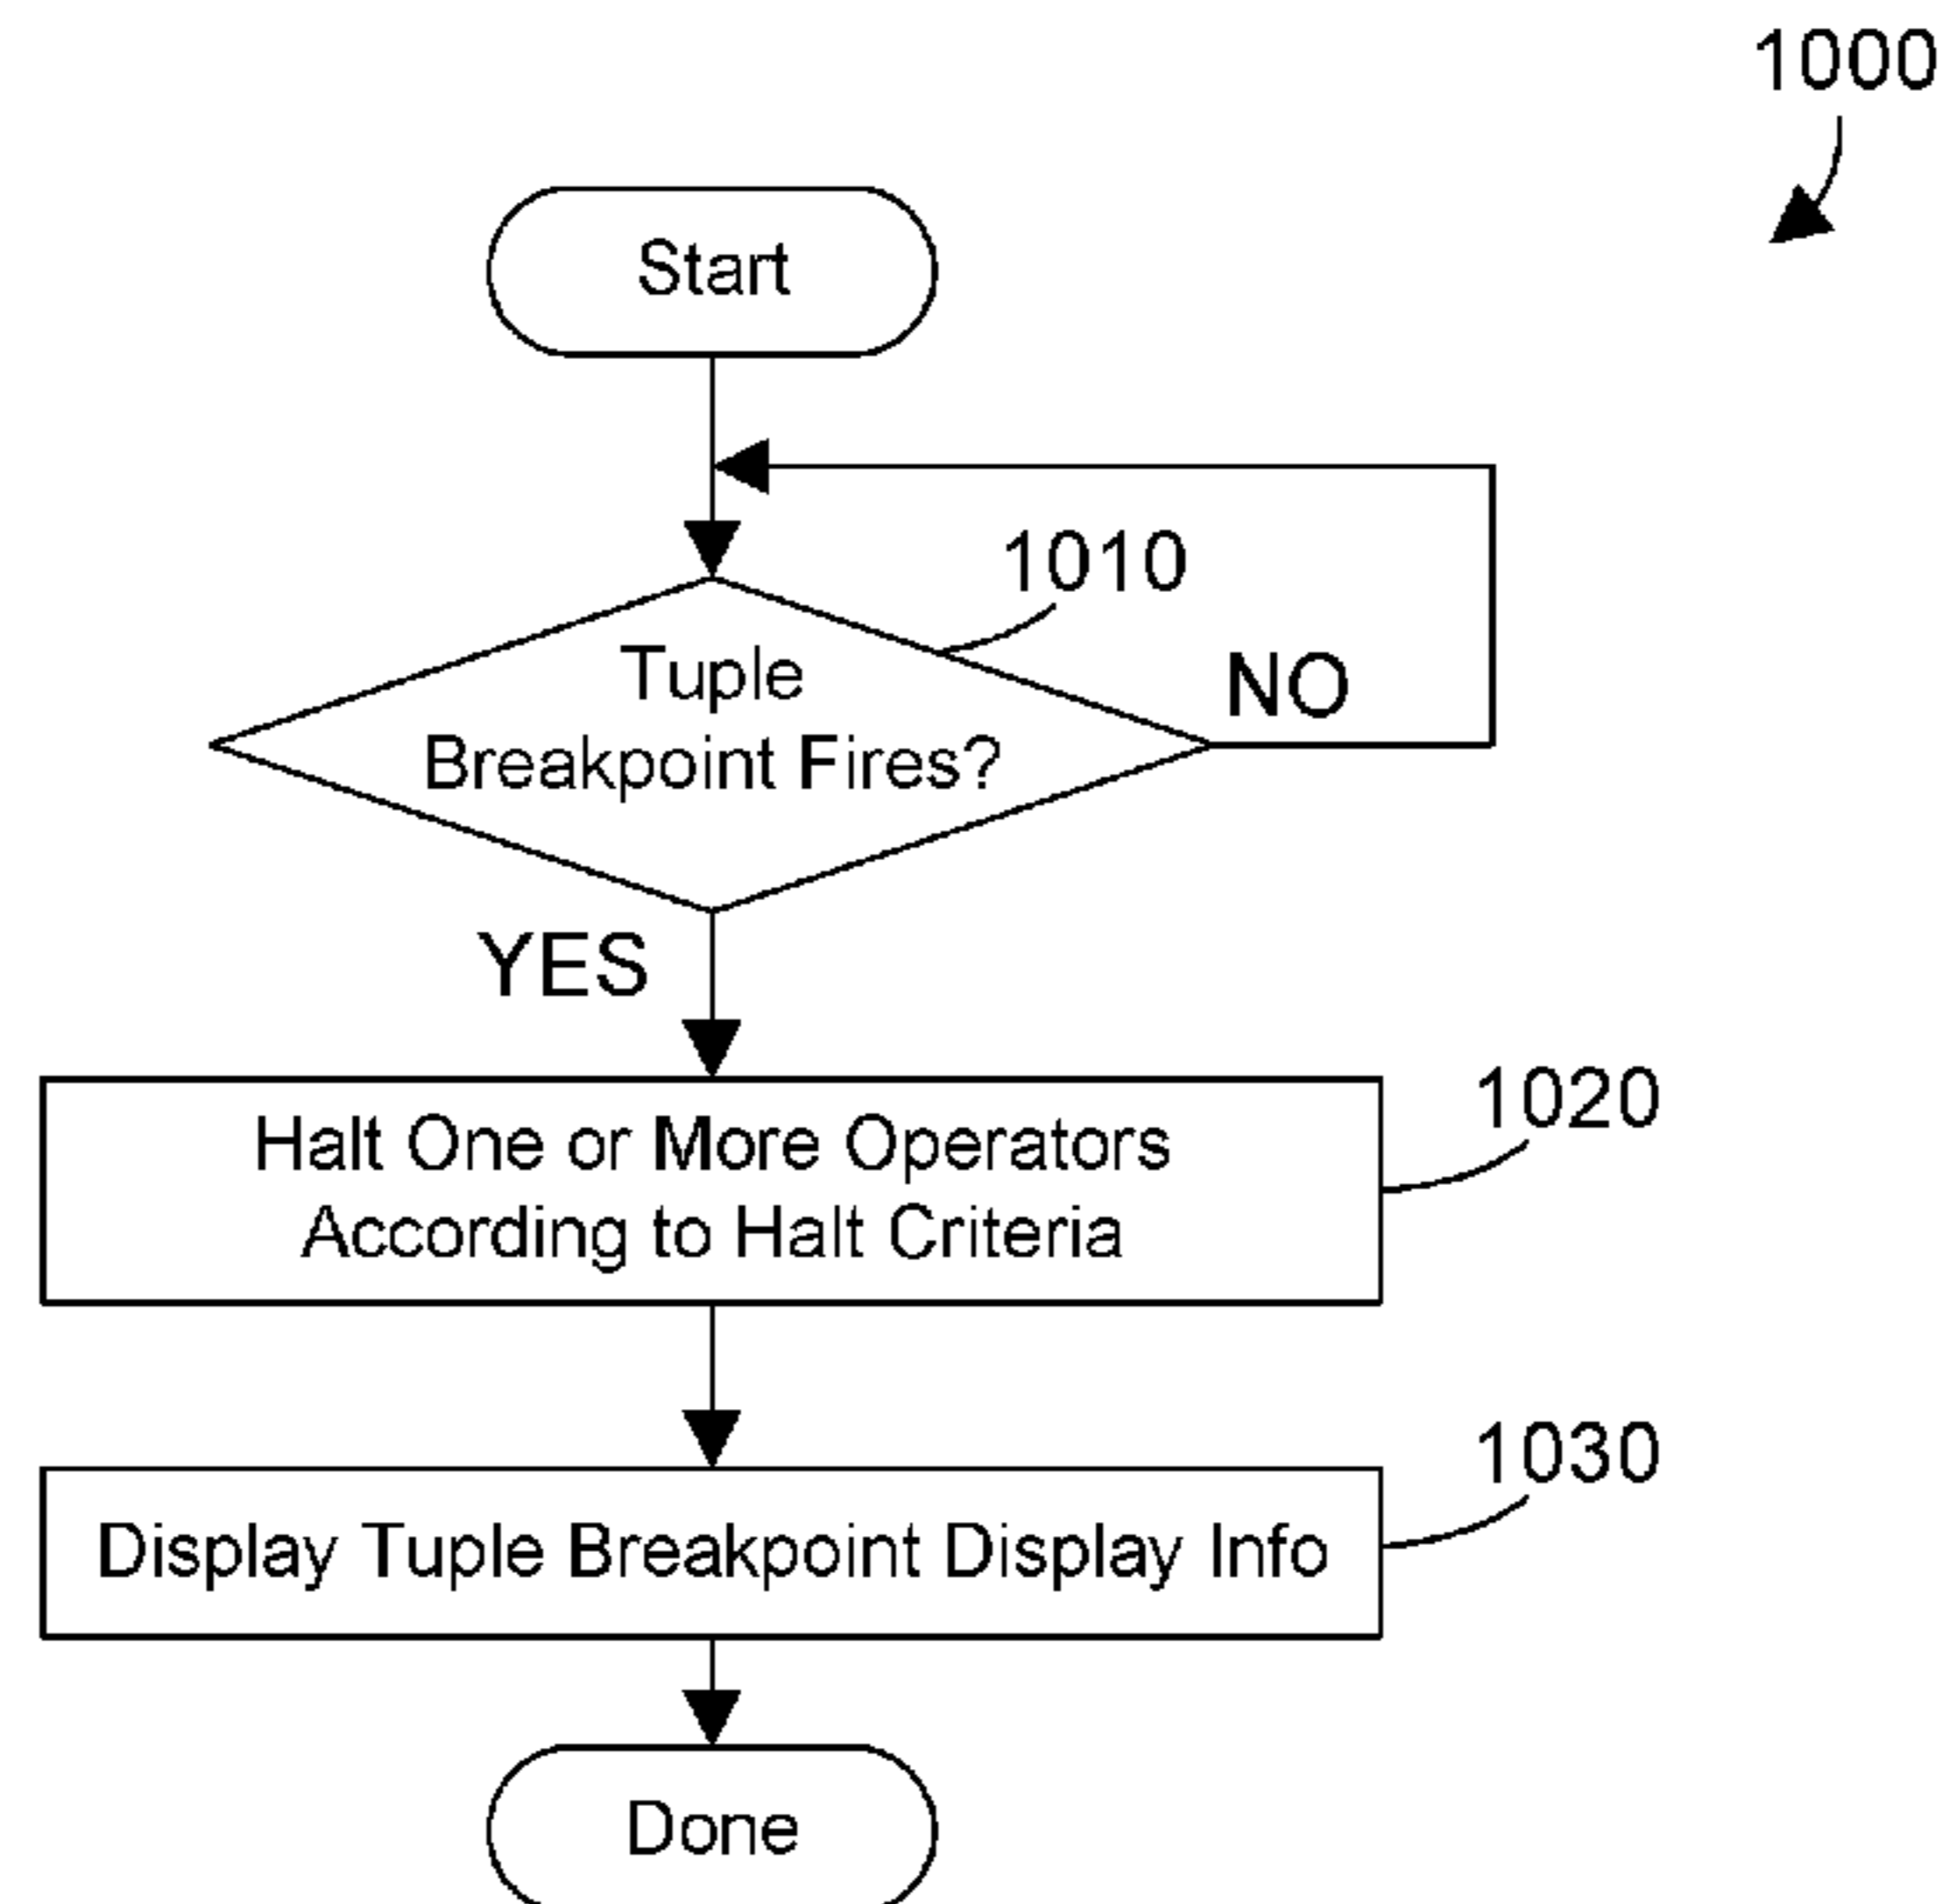 1000
Start
1010
Tuple
Breakpoint Fires?
NO
YES
Halt One or More Operators
According to Halt Criteria
1020
Display Tuple Breakpoint Display Info
1030
Done